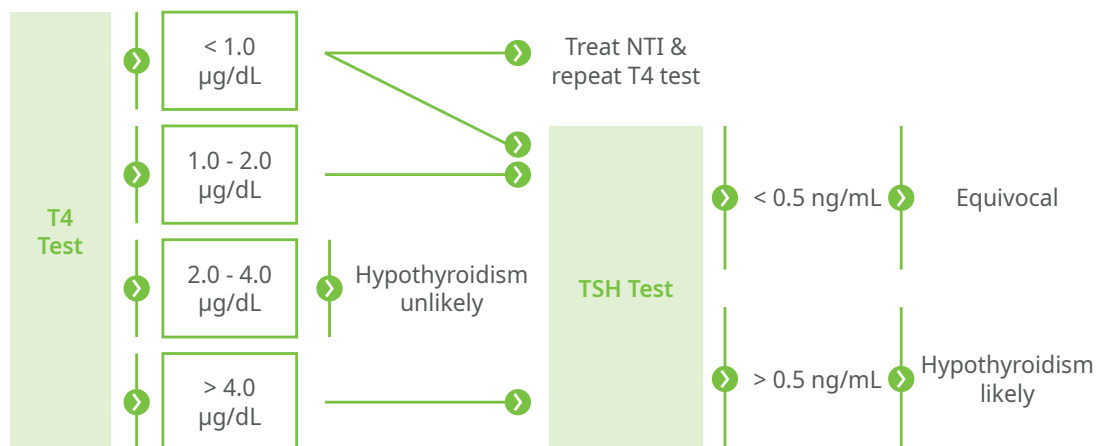 T4
Test
< 1.0
µg/dL
Treat NTI &
repeat T4 test
1.0 - 2.0
µg/dL
2.0 - 4.0
µg/dL
Hypothyroidism
unlikely
> 4.0
µg/dL
TSH Test
< 0.5 ng/mL
Equivocal
> 0.5 ng/mL
Hypothyroidism
likely